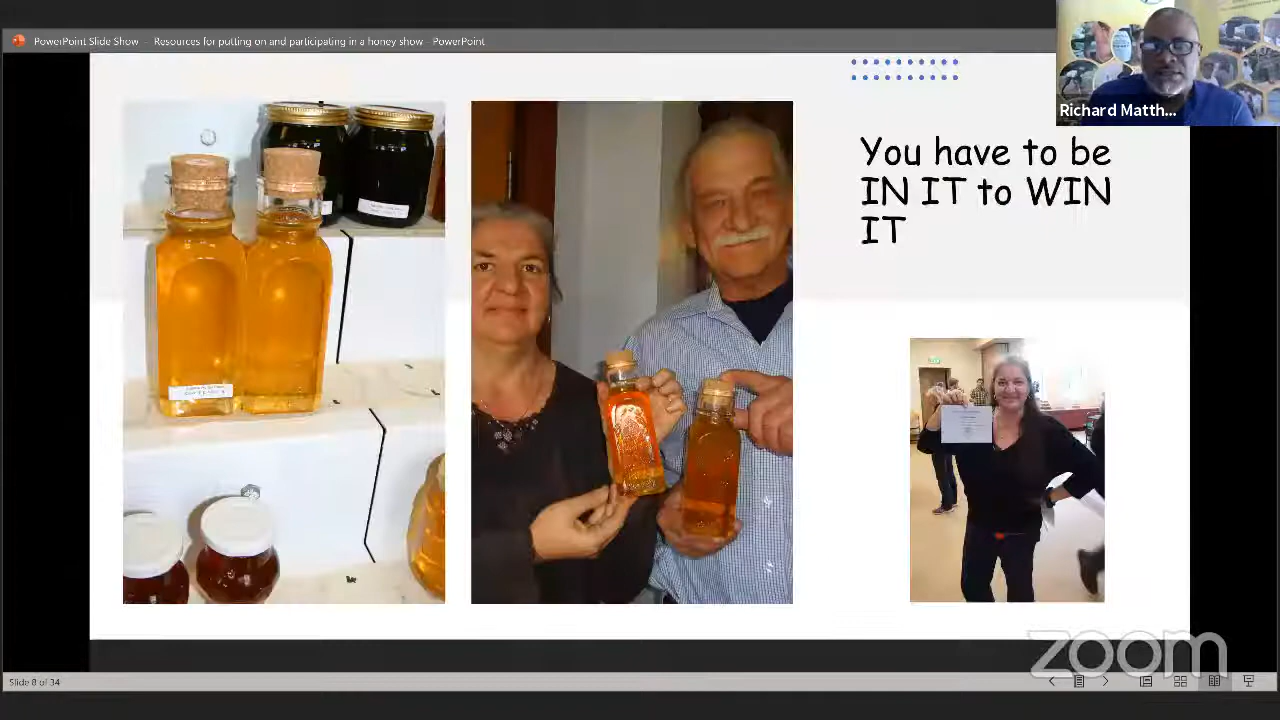 PowerPoint Slide Show - Resources for putting on and participating in a honey show - PowerPoint
Richard Matth...
You have to be
IN IT to WIN
IT
zoom
Slide 8 of 34